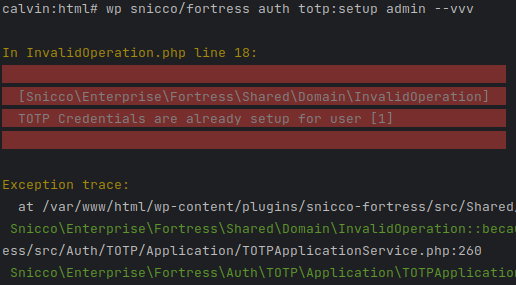 calvin:html# wp snicco/fortress auth totp:setup admin --vvv
In InvalidOperation.php line 18:
[Snicco\Enterprise\Fortress\Shared\Domain\InvalidOperation]
TOTP Credentials are already setup for user [1]
Exception trace:
at /var/www/html/wp-content/plugins/snicco-fortress/src/Shared/
Snicco\Enterprise\Fortress\Shared\Domain\InvalidOperation::becau
ess/src/Auth/TOTP/Application/TOTPApplicationService.php:260
Snicco\Enterprise\Fortress\Auth\TOTP\Application\TOTPApplication